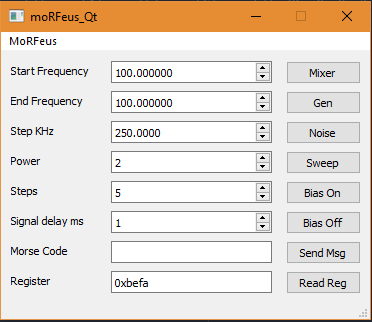 moRFeus_Qt
MoRFeus
Start Frequency 100.000000 Mixer
End Frequency 100.000000 Gen
Step KHz 250.0000 Noise
Power 2 Sweep
Steps 5 Bias On
Signal delay ms 1 Bias Off
Morse Code Send Msg
Register 0xbefa Read Reg